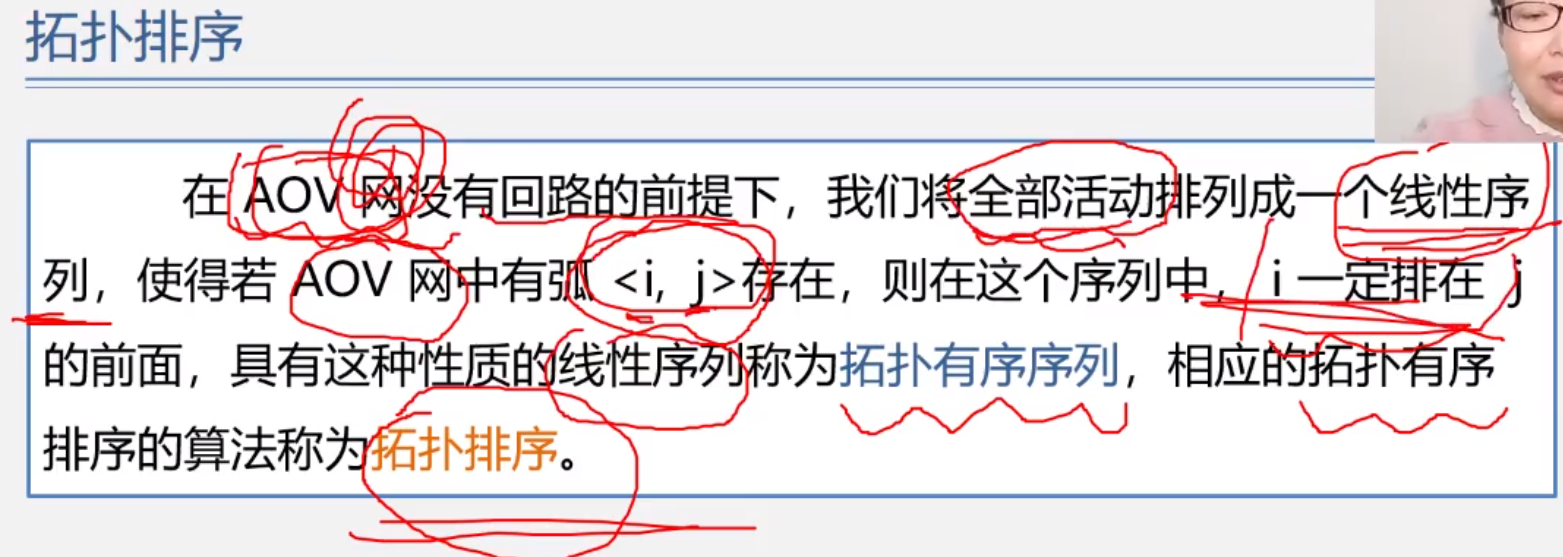 拓扑排序
在 AOV 网没有回路的前提下，我们将全部活动排列成一个线性序
列，使得若 AOV 网中有弧 <i, j>存在，则在这个序列中， i 一定排在 j
的前面，具有这种性质的线性序列称为拓扑有序序列，相应的拓扑有序
排序的算法称为拓扑排序。